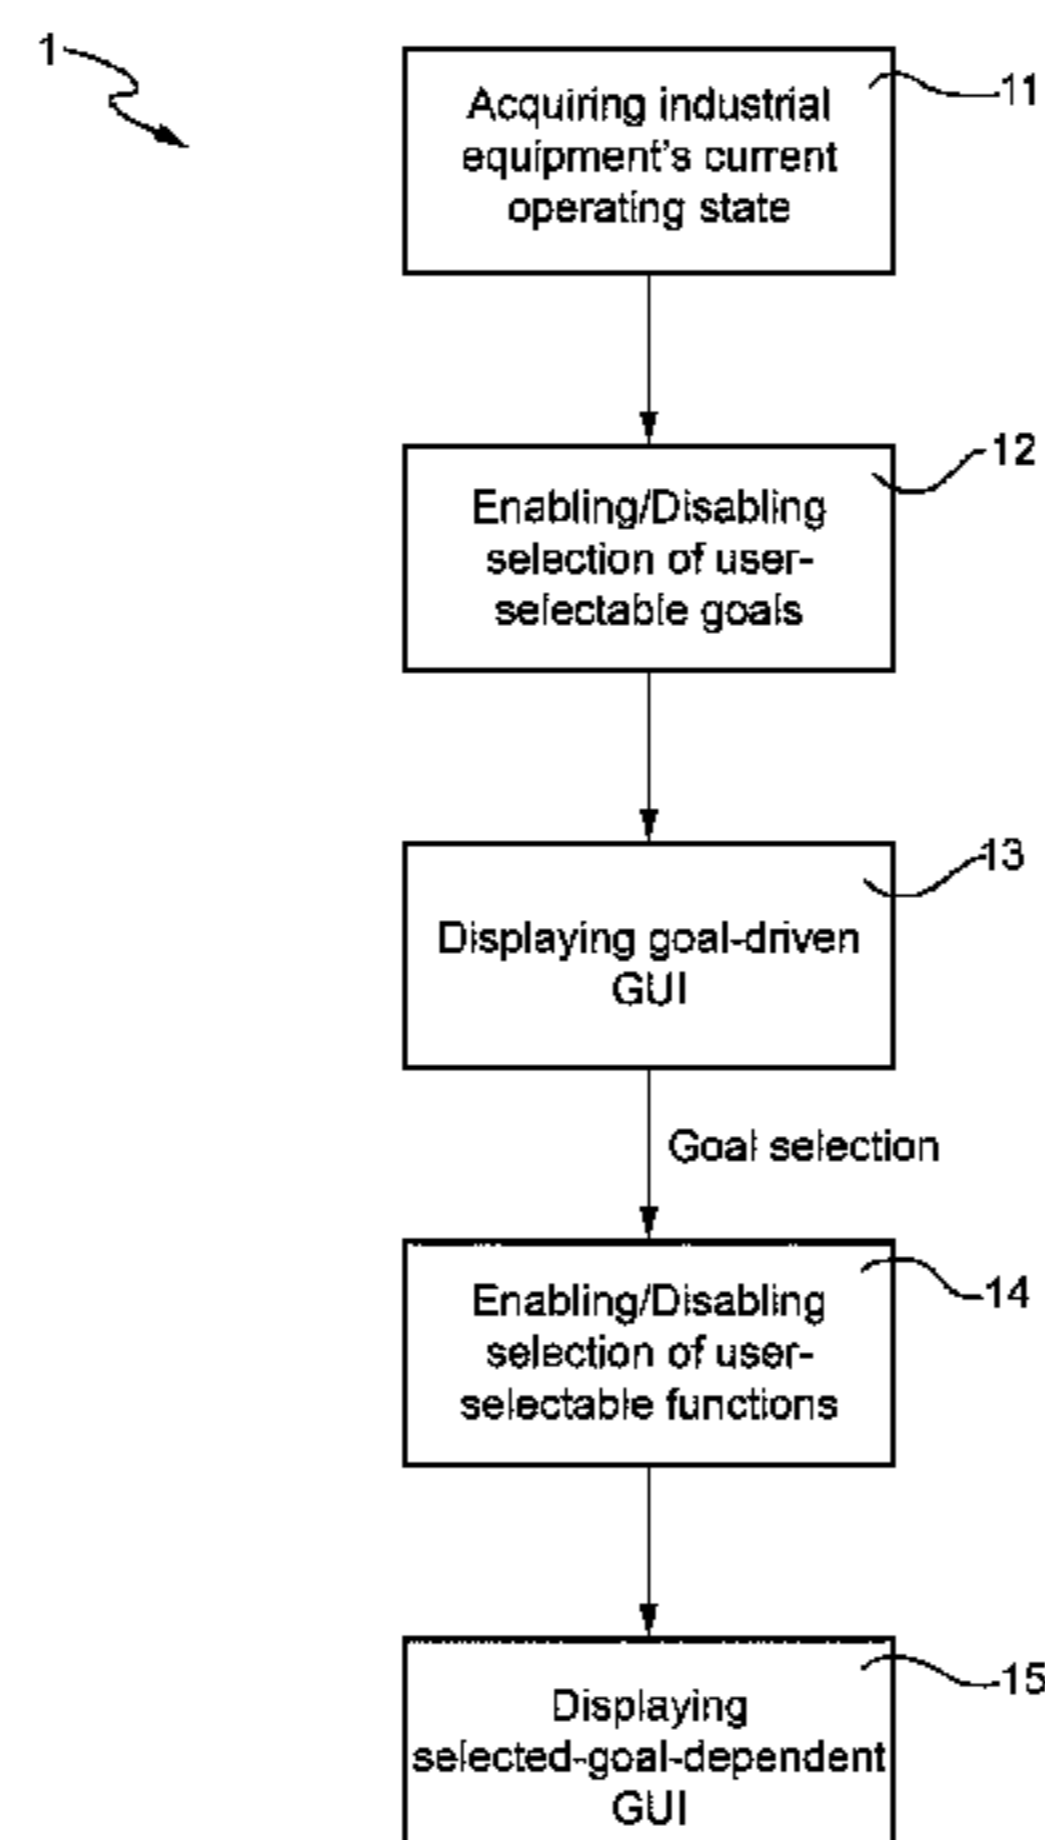 1
11
Acquiring industrial
equipment's current
operating state
12
Enabling/Disabling
selection of user-
selectable goals
13
Displaying goal-driven
GUI
Goal selection
14
Enabling/Disabling
selection of user-
selectable functions
15
Displaying
selected-goal-dependent
GUI